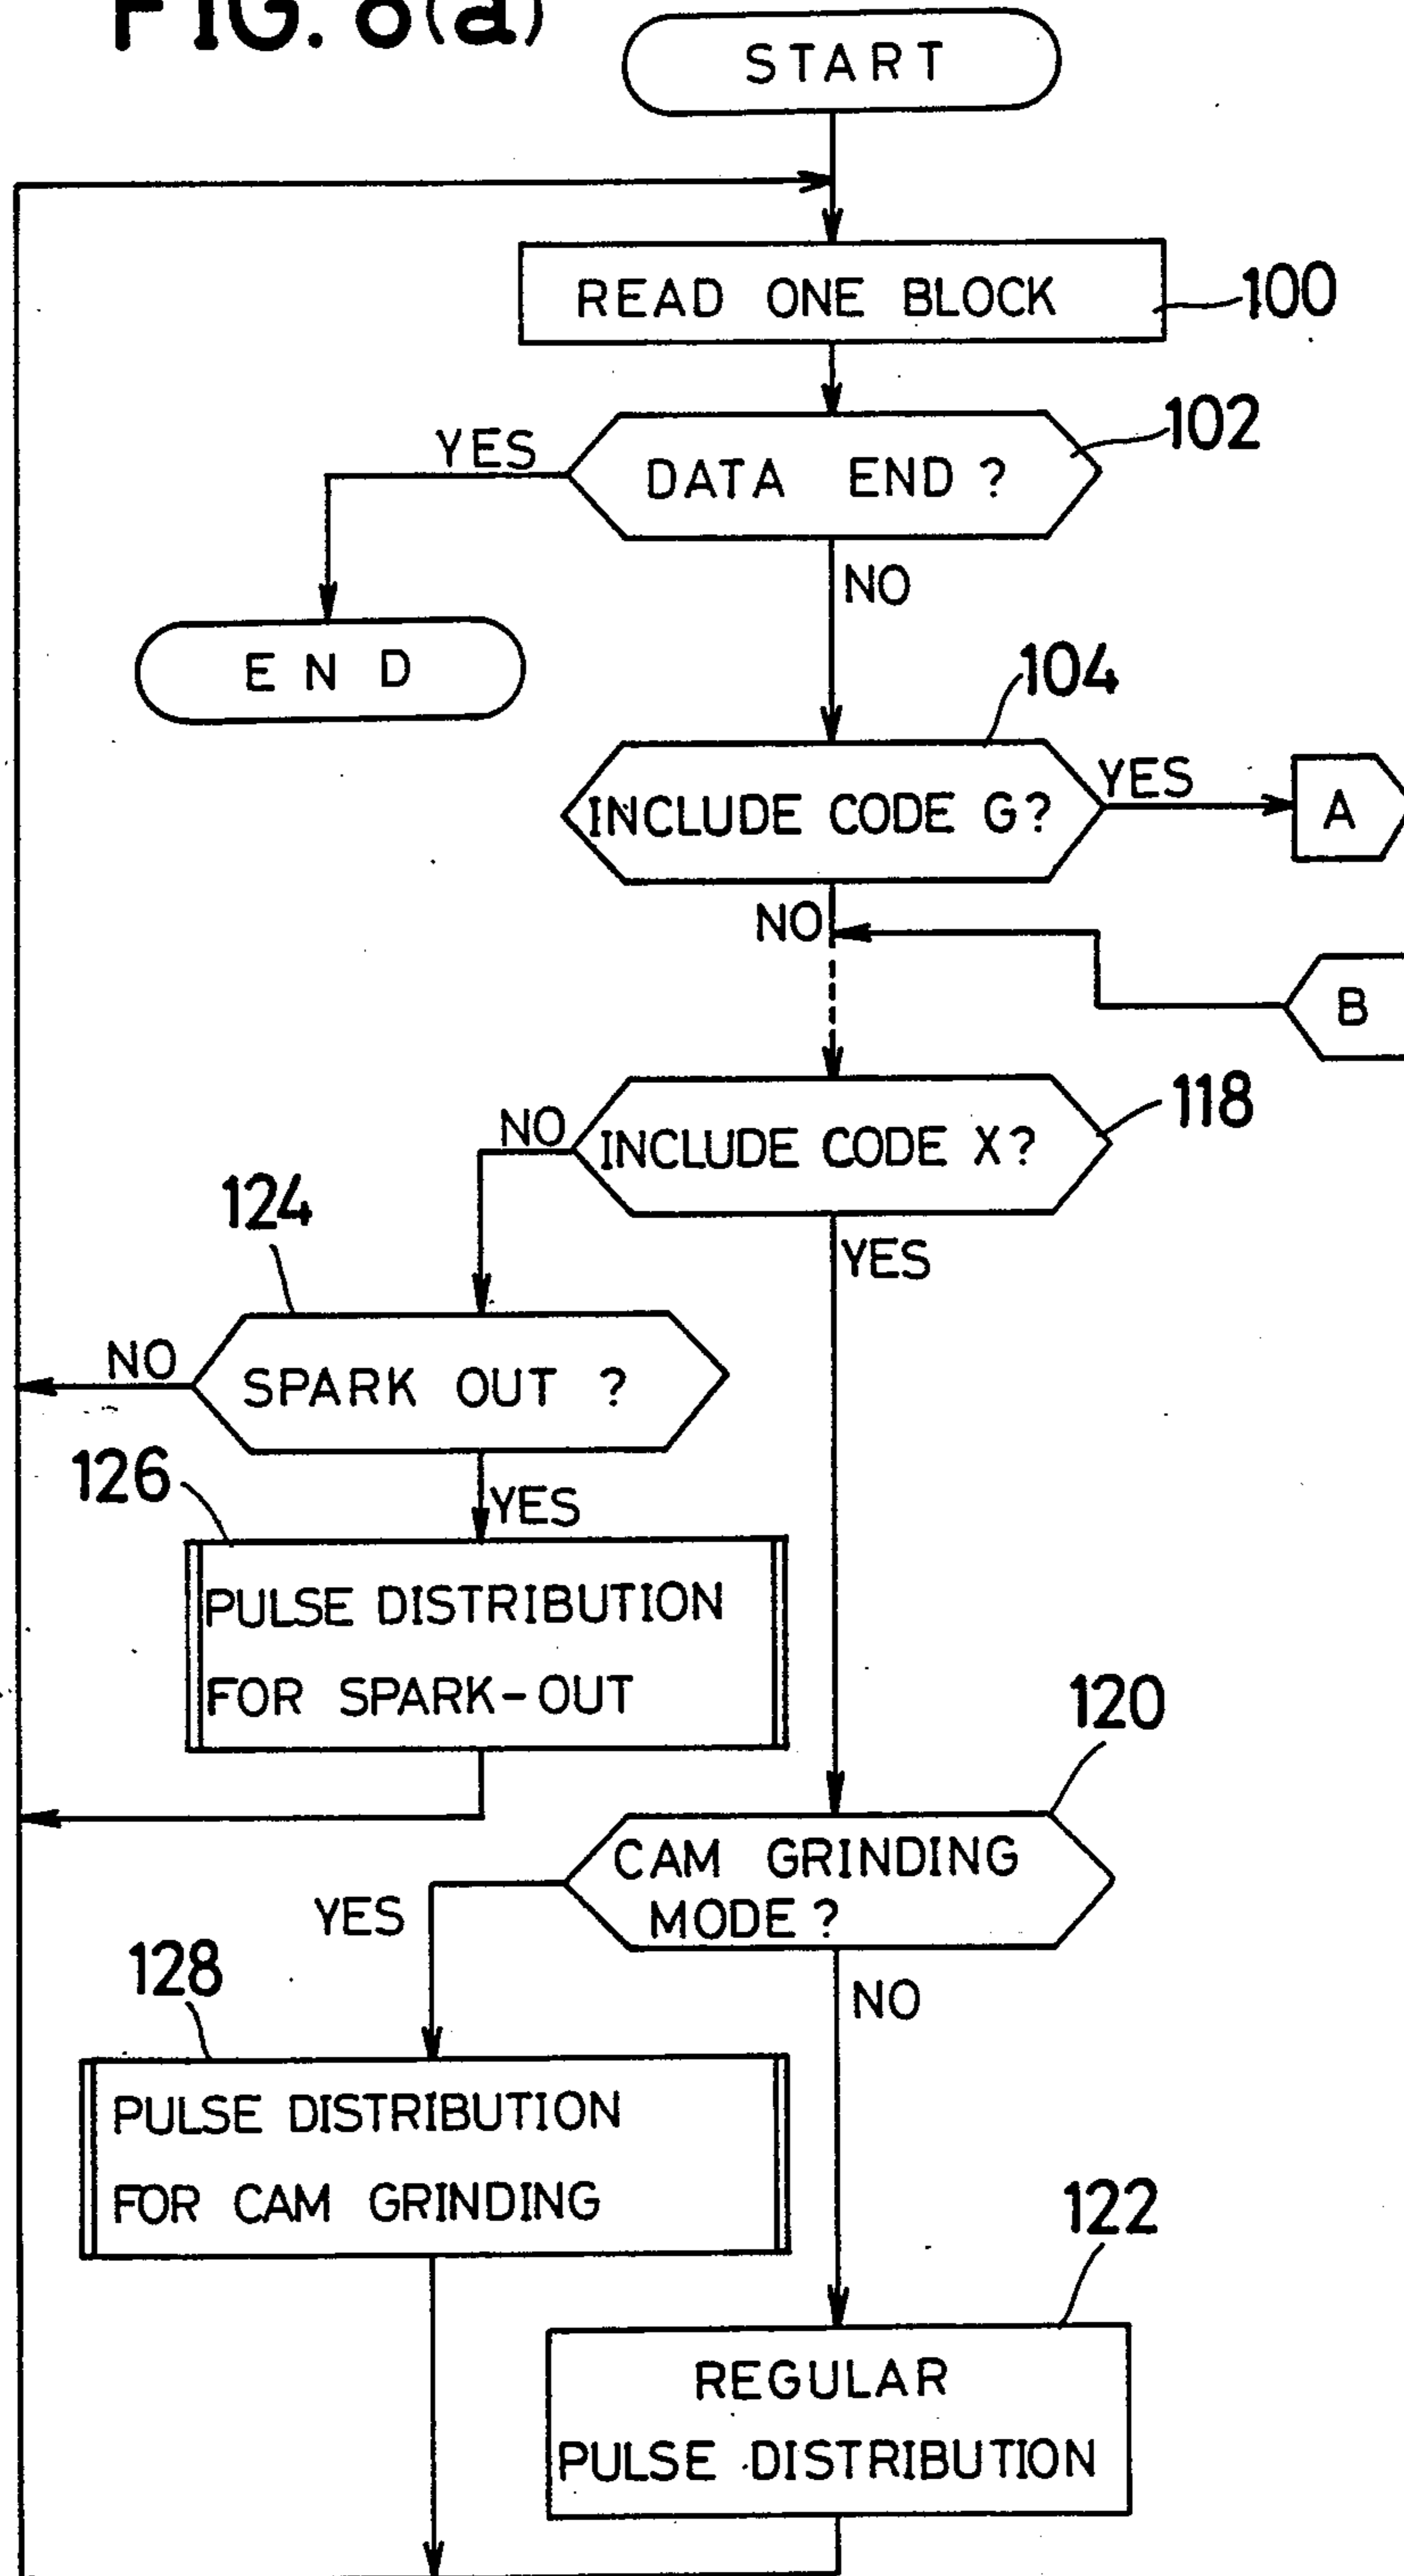 FIG. 6(a)
START
READ ONE BLOCK
100
102
YES
DATA END ?
NO
END
104
INCLUDE CODE G?
YES
A
NO
B
118
NO
INCLUDE CODE X?
124
YES
NO
SPARK OUT ?
126
YES
PULSE DISTRIBUTION
FOR SPARK-OUT
120
CAM GRINDING
MODE?
YES
128
NO
PULSE DISTRIBUTION
FOR CAM GRINDING
122
REGULAR
PULSE DISTRIBUTION